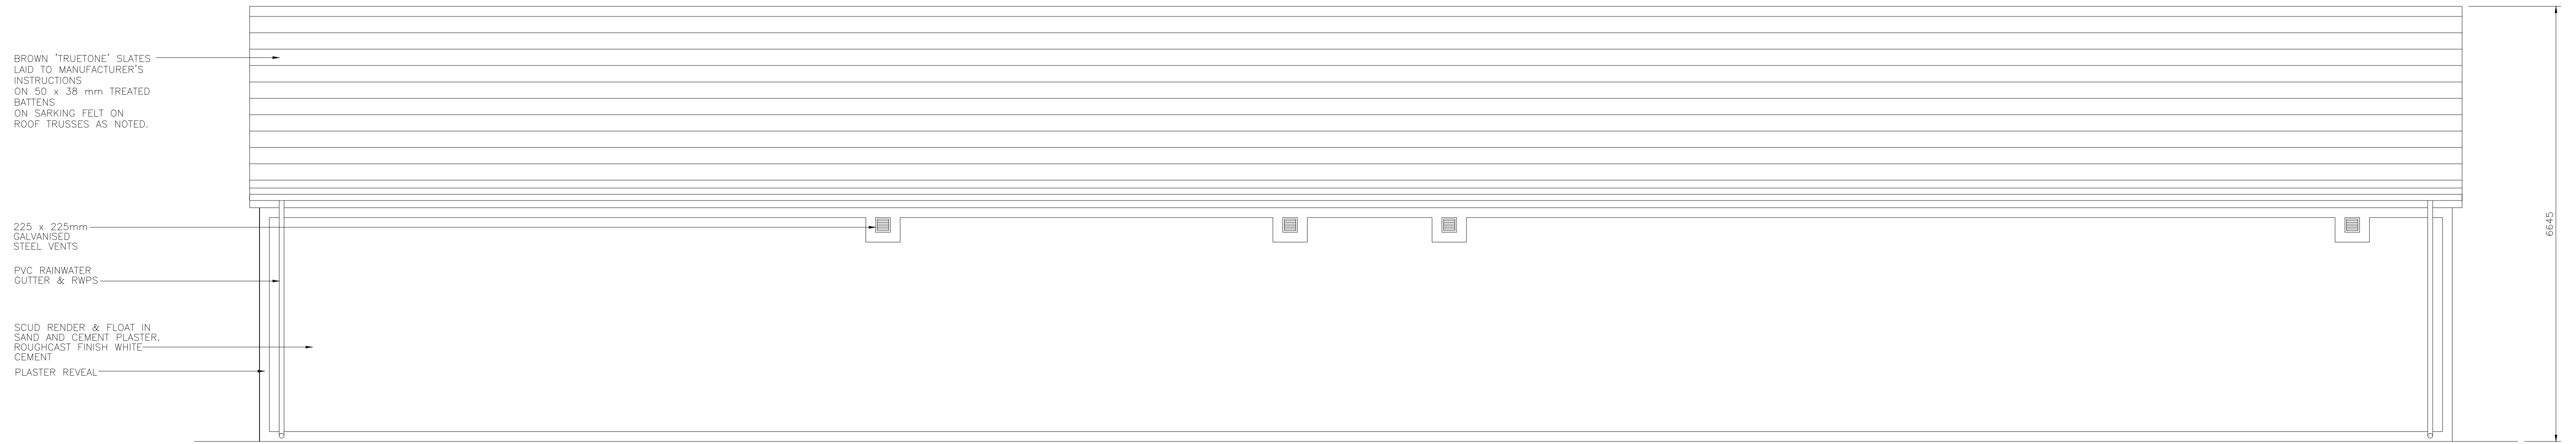 BROWN 'TRUETONE' SLATES
LAID TO MANUFACTURER'S
INSTRUCTIONS
ON 50 x 38 mm TREATED
BATTENS
ON SARKING FELT ON
ROOF TRUSSES AS NOTED.
225 x 225mm
GALVANISED
STEEL VENTS
PVC RAINWATER
GUTTER & RWPS
SCUD RENDER & FLOAT IN
SAND AND CEMENT PLASTER.
ROUGHCAST FINISH WHITE
CEMENT
PLASTER REVEAL
6645